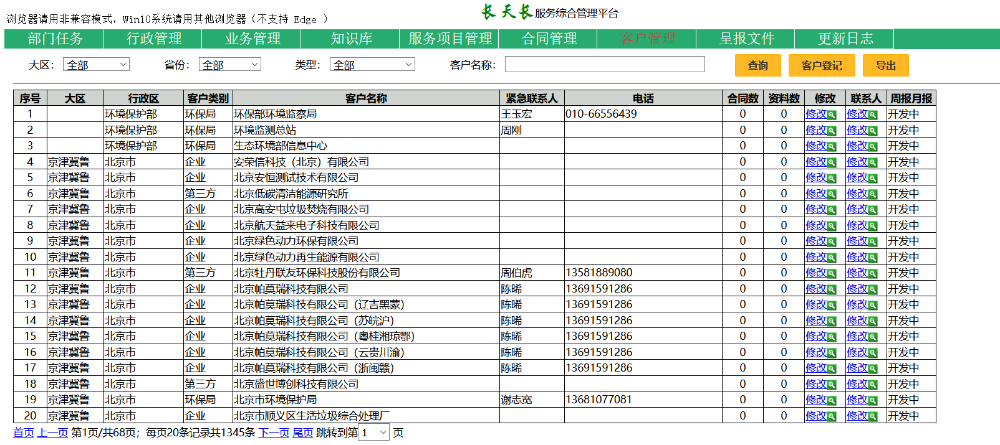 长天长服务综合管理平台
浏览器请用非兼容模式，Win10系统请用其他浏览器（不支持 Edge ）
部门任务 行政管理 业务管理 知识库 服务项目管理 合同管理 客户管理 呈报文件 更新日志
大区： 全部 省份： 全部 类型： 全部 客户名称： 查询 客户登记 导出
序号 大区 行政区 客户类别 客户名称 紧急联系人 电话 合同数 资料数 修改 联系人 周报月报
1 环境保护部 环保局 环保部环境监察局 王玉宏 010-66556439 0 0 修改 修改 开发中
2 环境保护部 环保局 环境监测总站 周刚 0 0 修改 修改 开发中
3 环境保护部 环保局 生态环境部信息中心 0 0 修改 修改 开发中
4 京津冀鲁 北京市 企业 安荣信科技（北京）有限公司 0 0 修改 修改 开发中
5 京津冀鲁 北京市 企业 北京安恒测试技术有限公司 0 0 修改 修改 开发中
6 京津冀鲁 北京市 第三方 北京低碳清洁能源研究所 0 0 修改 修改 开发中
7 京津冀鲁 北京市 企业 北京高安屯垃圾焚烧有限公司 0 0 修改 修改 开发中
8 京津冀鲁 北京市 企业 北京航天益来电子科技有限公司 0 0 修改 修改 开发中
9 京津冀鲁 北京市 企业 北京绿色动力环保有限公司 0 0 修改 修改 开发中
10 京津冀鲁 北京市 企业 北京绿色动力再生能源有限公司 0 0 修改 修改 开发中
11 京津冀鲁 北京市 第三方 北京牡丹联友环保科技股份有限公司 周伯虎 13581889080 0 0 修改 修改 开发中
12 京津冀鲁 北京市 企业 北京帕莫瑞科技有限公司 陈晞 13691591286 0 0 修改 修改 开发中
13 京津冀鲁 北京市 企业 北京帕莫瑞科技有限公司（辽吉黑蒙） 陈晞 13691591286 0 0 修改 修改 开发中
14 京津冀鲁 北京市 企业 北京帕莫瑞科技有限公司（苏皖沪） 陈晞 13691591286 0 0 修改 修改 开发中
15 京津冀鲁 北京市 企业 北京帕莫瑞科技有限公司（粤桂湘琼鄂） 陈晞 13691591286 0 0 修改 修改 开发中
16 京津冀鲁 北京市 企业 北京帕莫瑞科技有限公司（云贵川渝） 陈晞 13691591286 0 0 修改 修改 开发中
17 京津冀鲁 北京市 企业 北京帕莫瑞科技有限公司（浙闽赣） 陈晞 13691591286 0 0 修改 修改 开发中
18 京津冀鲁 北京市 第三方 北京盛世博创科技有限公司 0 0 修改 修改 开发中
19 京津冀鲁 北京市 环保局 北京市环境保护局 谢志宽 13681077081 0 0 修改 修改 开发中
20 京津冀鲁 北京市 企业 北京市顺义区生活垃圾综合处理厂 0 0 修改 修改 开发中
首页 上一页 第1页/共68页；每页20条记录共1345条 下一页 尾页 跳转到第 1 页